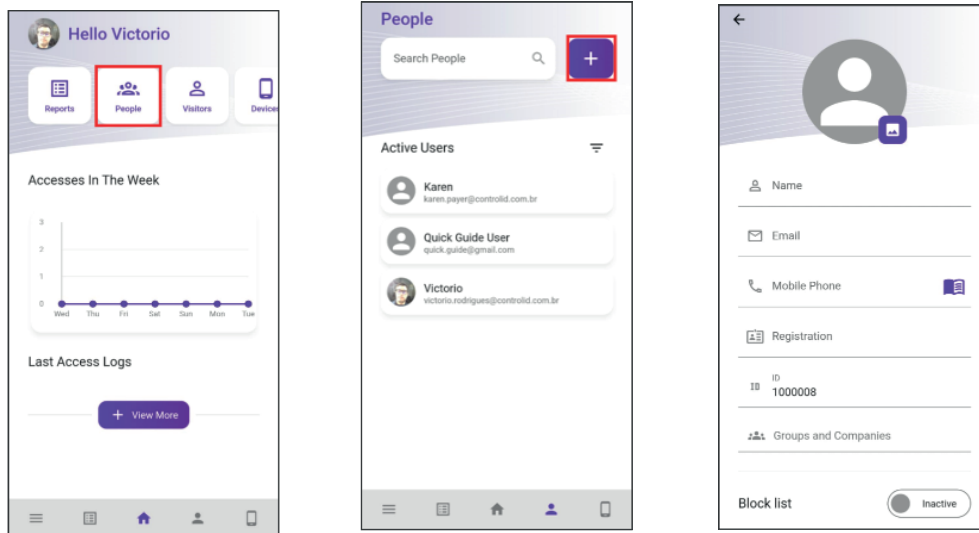 Hello Victorio
Reports
People
Visitors
Devices
Accesses In The Week
3
2
1
0
Wed Thu Fri Sat Sun Mon Tue
Last Access Logs
+ View More
People
Search People
+
Active Users
Karen
karen.payer@controlid.com.br
Quick Guide User
quick.guide@gmail.com
Victorio
victorio.rodrigues@controlid.com.br
Name
Email
Mobile Phone
Registration
ID
ID
1000008
Groups and Companies
Block list
Inactive